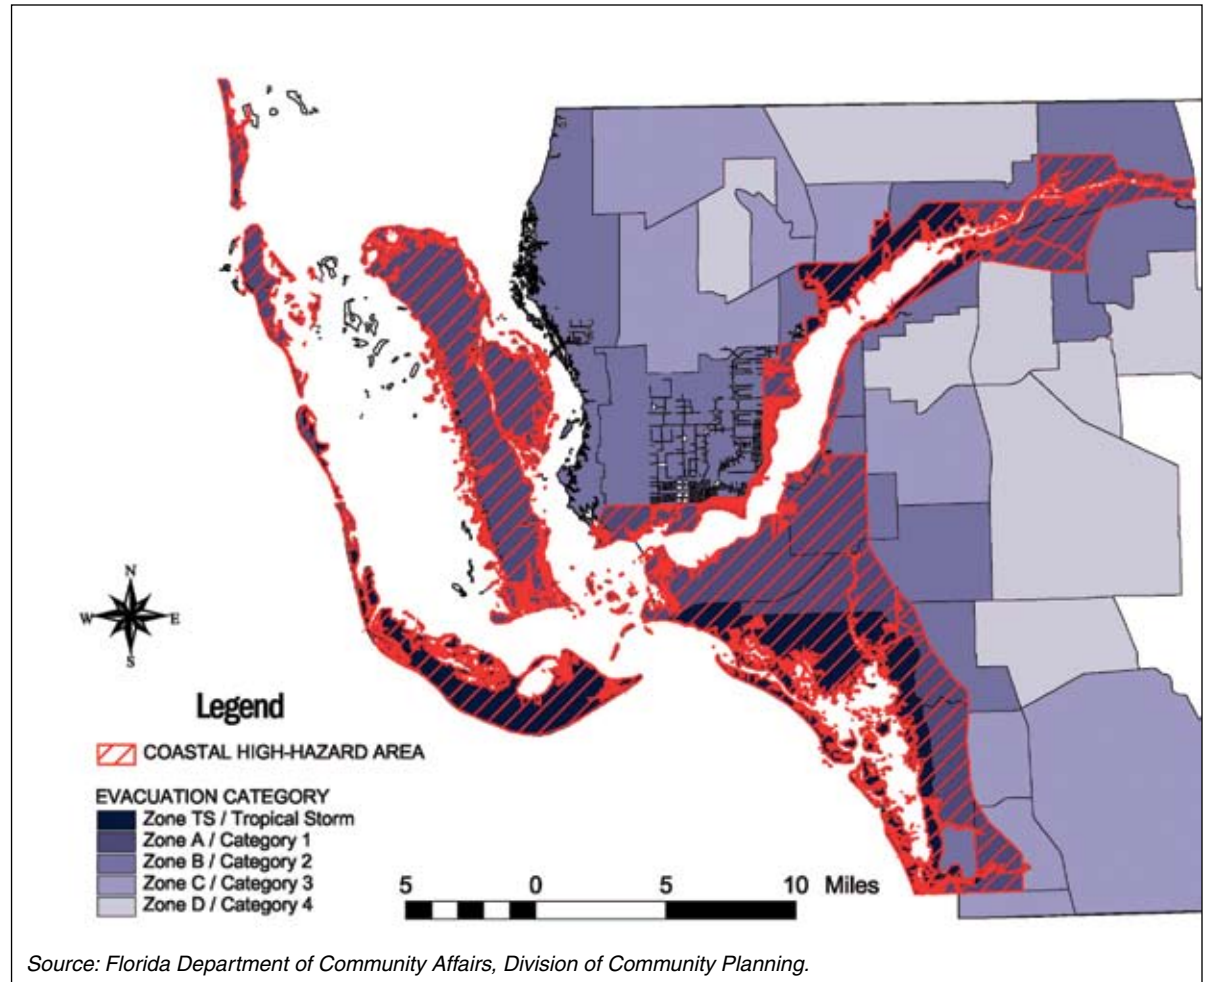 N
W E
S
Legend
COASTAL HIGH-HAZARD AREA
EVACUATION CATEGORY
Zone TS / Tropical Storm
Zone A / Category 1
Zone B / Category 2
Zone C / Category 3
Zone D / Category 4
5 0 5 10 Miles
Source: Florida Department of Community Affairs, Division of Community Planning.